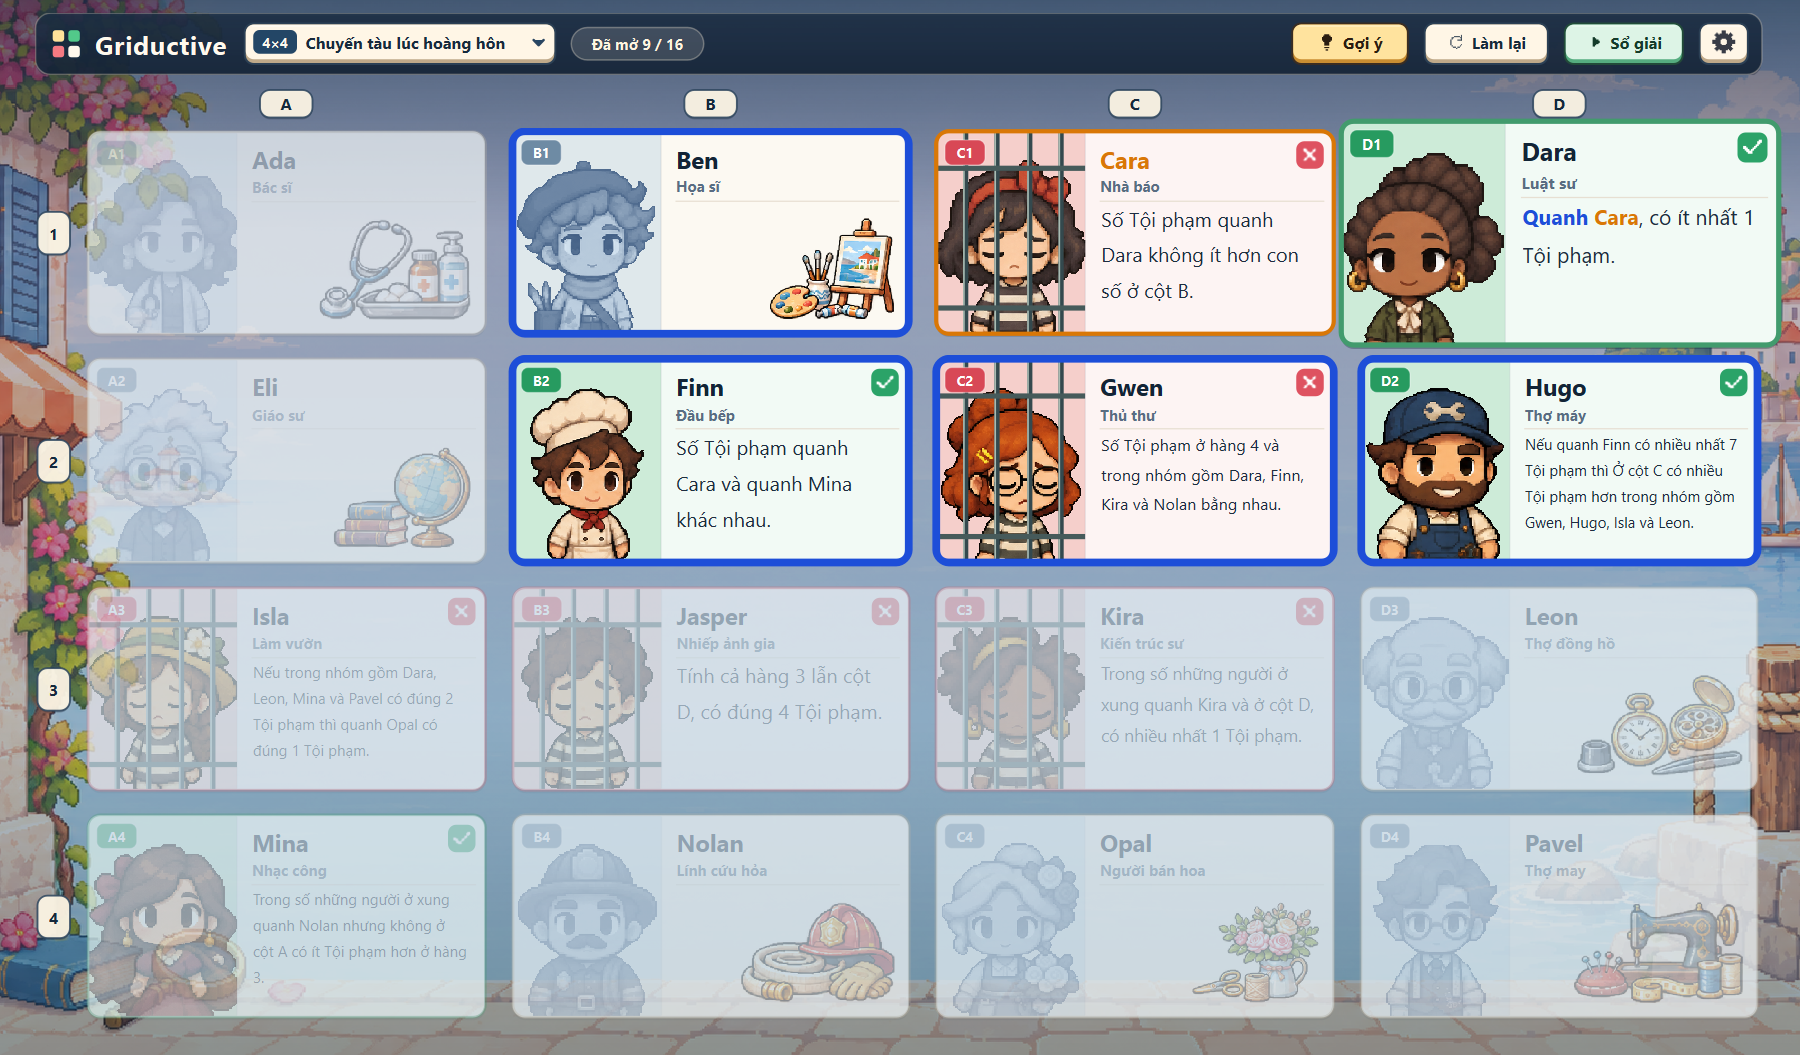 Griductive
4×4 Chuyến tàu lúc hoàng hôn
Đã mở 9 / 16
Gợi ý
Làm lại
Sổ giải
A
B
C
D
1
A1
Ada
Bác sĩ
B1
Ben
Họa sĩ
C1
Cara
Nhà báo
Số Tội phạm quanh
Dara không ít hơn con
số ở cột B.
D1
Dara
Luật sư
Quanh Cara, có ít nhất 1
Tội phạm.
2
A2
Eli
Giáo sư
B2
Finn
Đầu bếp
Số Tội phạm quanh
Cara và quanh Mina
khác nhau.
C2
Gwen
Thủ thư
Số Tội phạm ở hàng 4 và
trong nhóm gồm Dara, Finn,
Kira và Nolan bằng nhau.
D2
Hugo
Thợ máy
Nếu quanh Finn có nhiều nhất 7
Tội phạm thì Ở cột C có nhiều
Tội phạm hơn trong nhóm gồm
Gwen, Hugo, Isla và Leon.
3
A3
Isla
Làm vườn
Nếu trong nhóm gồm Dara,
Leon, Mina và Pavel có đúng 2
Tội phạm thì quanh Opal có
đúng 1 Tội phạm.
B3
Jasper
Nhiếp ảnh gia
Tính cả hàng 3 lẫn cột
D, có đúng 4 Tội phạm.
C3
Kira
Kiến trúc sư
Trong số những người ở
xung quanh Kira và ở cột D,
có nhiều nhất 1 Tội phạm.
D3
Leon
Thợ đồng hồ
4
A4
Mina
Nhạc công
Trong số những người ở xung
quanh Nolan nhưng không ở
cột A có ít Tội phạm hơn ở hàng
3.
B4
Nolan
Lính cứu hỏa
C4
Opal
Người bán hoa
D4
Pavel
Thợ may